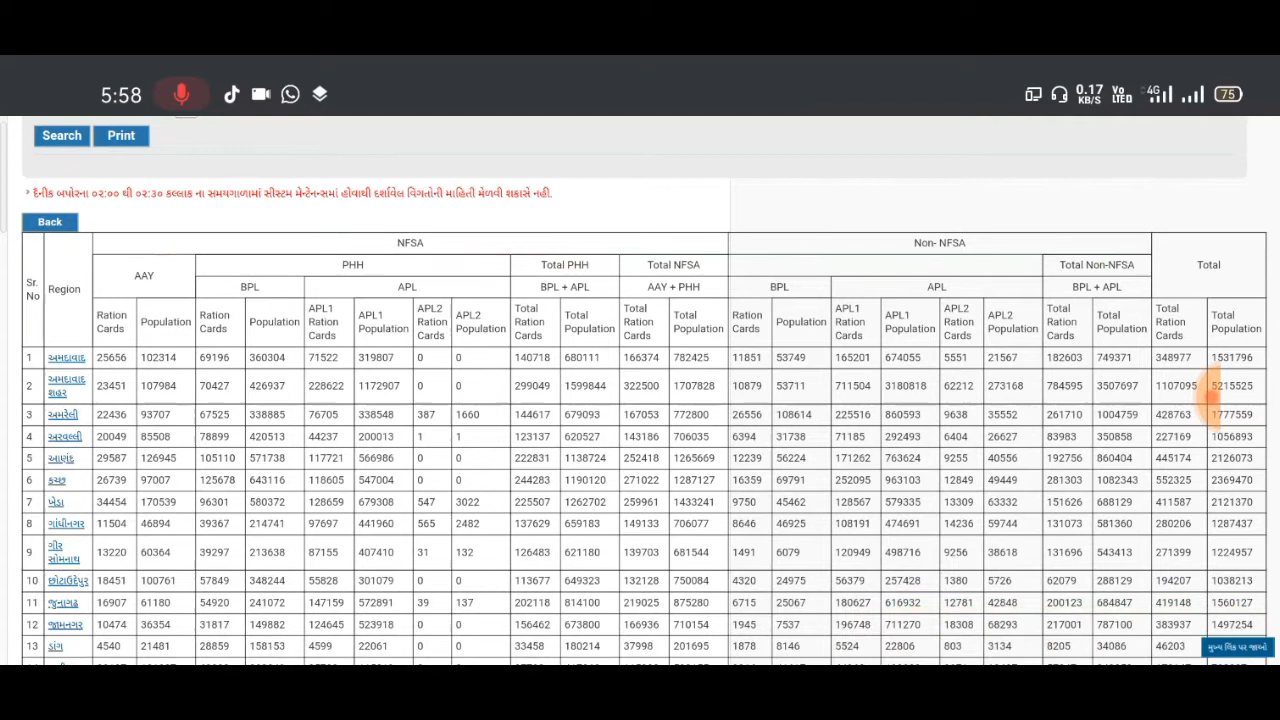 5:58 0.17 KB/S Vo LTED 4G 75
Search Print
દૈનીક બપોરના ૦૨:૦૦ થી ૦૨:૩૦ કલ્લાક ના સમયગાળામાં સીસ્ટમ મેન્ટેનન્સમાં હોવાથી દર્શાવેલ વિગતોની માહિતી મેળવી શકાસે નહી.
Back
Sr. No Region NFSA Non- NFSA Total
AAY PHH Total PHH Total NFSA Total Non-NFSA
BPL APL BPL + APL AAY + PHH BPL APL BPL + APL
Ration Cards Population Ration Cards Population APL1 Ration Cards APL1 Population APL2 Ration Cards APL2 Population Total Ration Cards Total Population Total Ration Cards Total Population Ration Cards Population APL1 Ration Cards APL1 Population APL2 Ration Cards APL2 Population Total Ration Cards Total Population Total Ration Cards Total Population
1 અમદાવાદ 25656 102314 69196 360304 71522 319807 0 0 140718 680111 166374 782425 11851 53749 165201 674055 5551 21567 182603 749371 348977 1531796
2 અમદાવાદ શહર 23451 107984 70427 426937 228622 1172907 0 0 299049 1599844 322500 1707828 10879 53711 711504 3180818 62212 273168 784595 3507697 1107095 5215525
3 અમરેલી 22436 93707 67525 338885 76705 338548 387 1660 144617 679093 167053 772800 26556 108614 225516 860593 9638 35552 261710 1004759 428763 1777559
4 અરવલ્લી 20049 85508 78899 420513 44237 200013 1 1 123137 620527 143186 706035 6394 31738 71185 292493 6404 26627 83983 350858 227169 1056893
5 આણંદ 29587 126945 105110 571738 117721 566986 0 0 222831 1138724 252418 1265669 12239 56224 171262 763624 9255 40556 192756 860404 445174 2126073
6 કચ્છ 26739 97007 125678 643116 118605 547004 0 0 244283 1190120 271022 1287127 16359 69791 252095 963103 12849 49449 281303 1082343 552325 2369470
7 ખેડા 34454 170539 96301 580372 128659 679308 547 3022 225507 1262702 259961 1433241 9750 45462 128567 579335 13309 63332 151626 688129 411587 2121370
8 ગાંધીનગર 11504 46894 39367 214741 97697 441960 565 2482 137629 659183 149133 706077 8646 46925 108191 474691 14236 59744 131073 581360 280206 1287437
9 ગીર સોમનાથ 13220 60364 39297 213638 87155 407410 31 132 126483 621180 139703 681544 1491 6079 120949 498716 9256 38618 131696 543413 271399 1224957
10 છોટાઉદેપુર 18451 100761 57849 348244 55828 301079 0 0 113677 649323 132128 750084 4320 24975 56379 257428 1380 5726 62079 288129 194207 1038213
11 જુનાગઢ 16907 61180 54920 241072 147159 572891 39 137 202118 814100 219025 875280 6715 25067 180627 616932 12781 42848 200123 684847 419148 1560127
12 જામનગર 10474 36354 31817 149882 124645 523918 0 0 156462 673800 166936 710154 1945 7537 196748 711270 18308 68293 217001 787100 383937 1497254
13 ડાંગ 4540 21481 28859 158153 4599 22061 0 0 33458 180214 37998 201695 1878 8146 5524 22806 803 3134 8205 34086 46203
મુખ્ય લિંક પર જાઓ